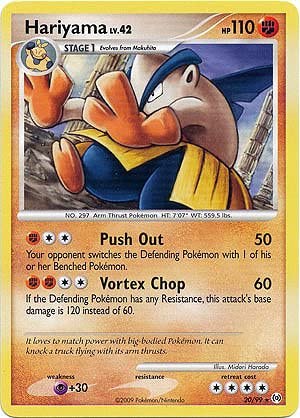 Hariyama LV.42 HP 110
STAGE 1 Evolves from Makuhita
NO. 297 Arm Thrust Pokémon HT: 7'07" WT: 559.5 lbs.
Push Out 50
Your opponent switches the Defending Pokémon with 1 of his
or her Benched Pokémon.
Vortex Chop 60
If the Defending Pokémon has any Resistance, this attack's base
damage is 120 instead of 60.
It loves to match power with big-bodied Pokémon. It can
knock a truck flying with its arm thrusts.
Illus. Midori Harada
weakness resistance retreat cost
+30
©2009 Pokémon/Nintendo 20/99 ★